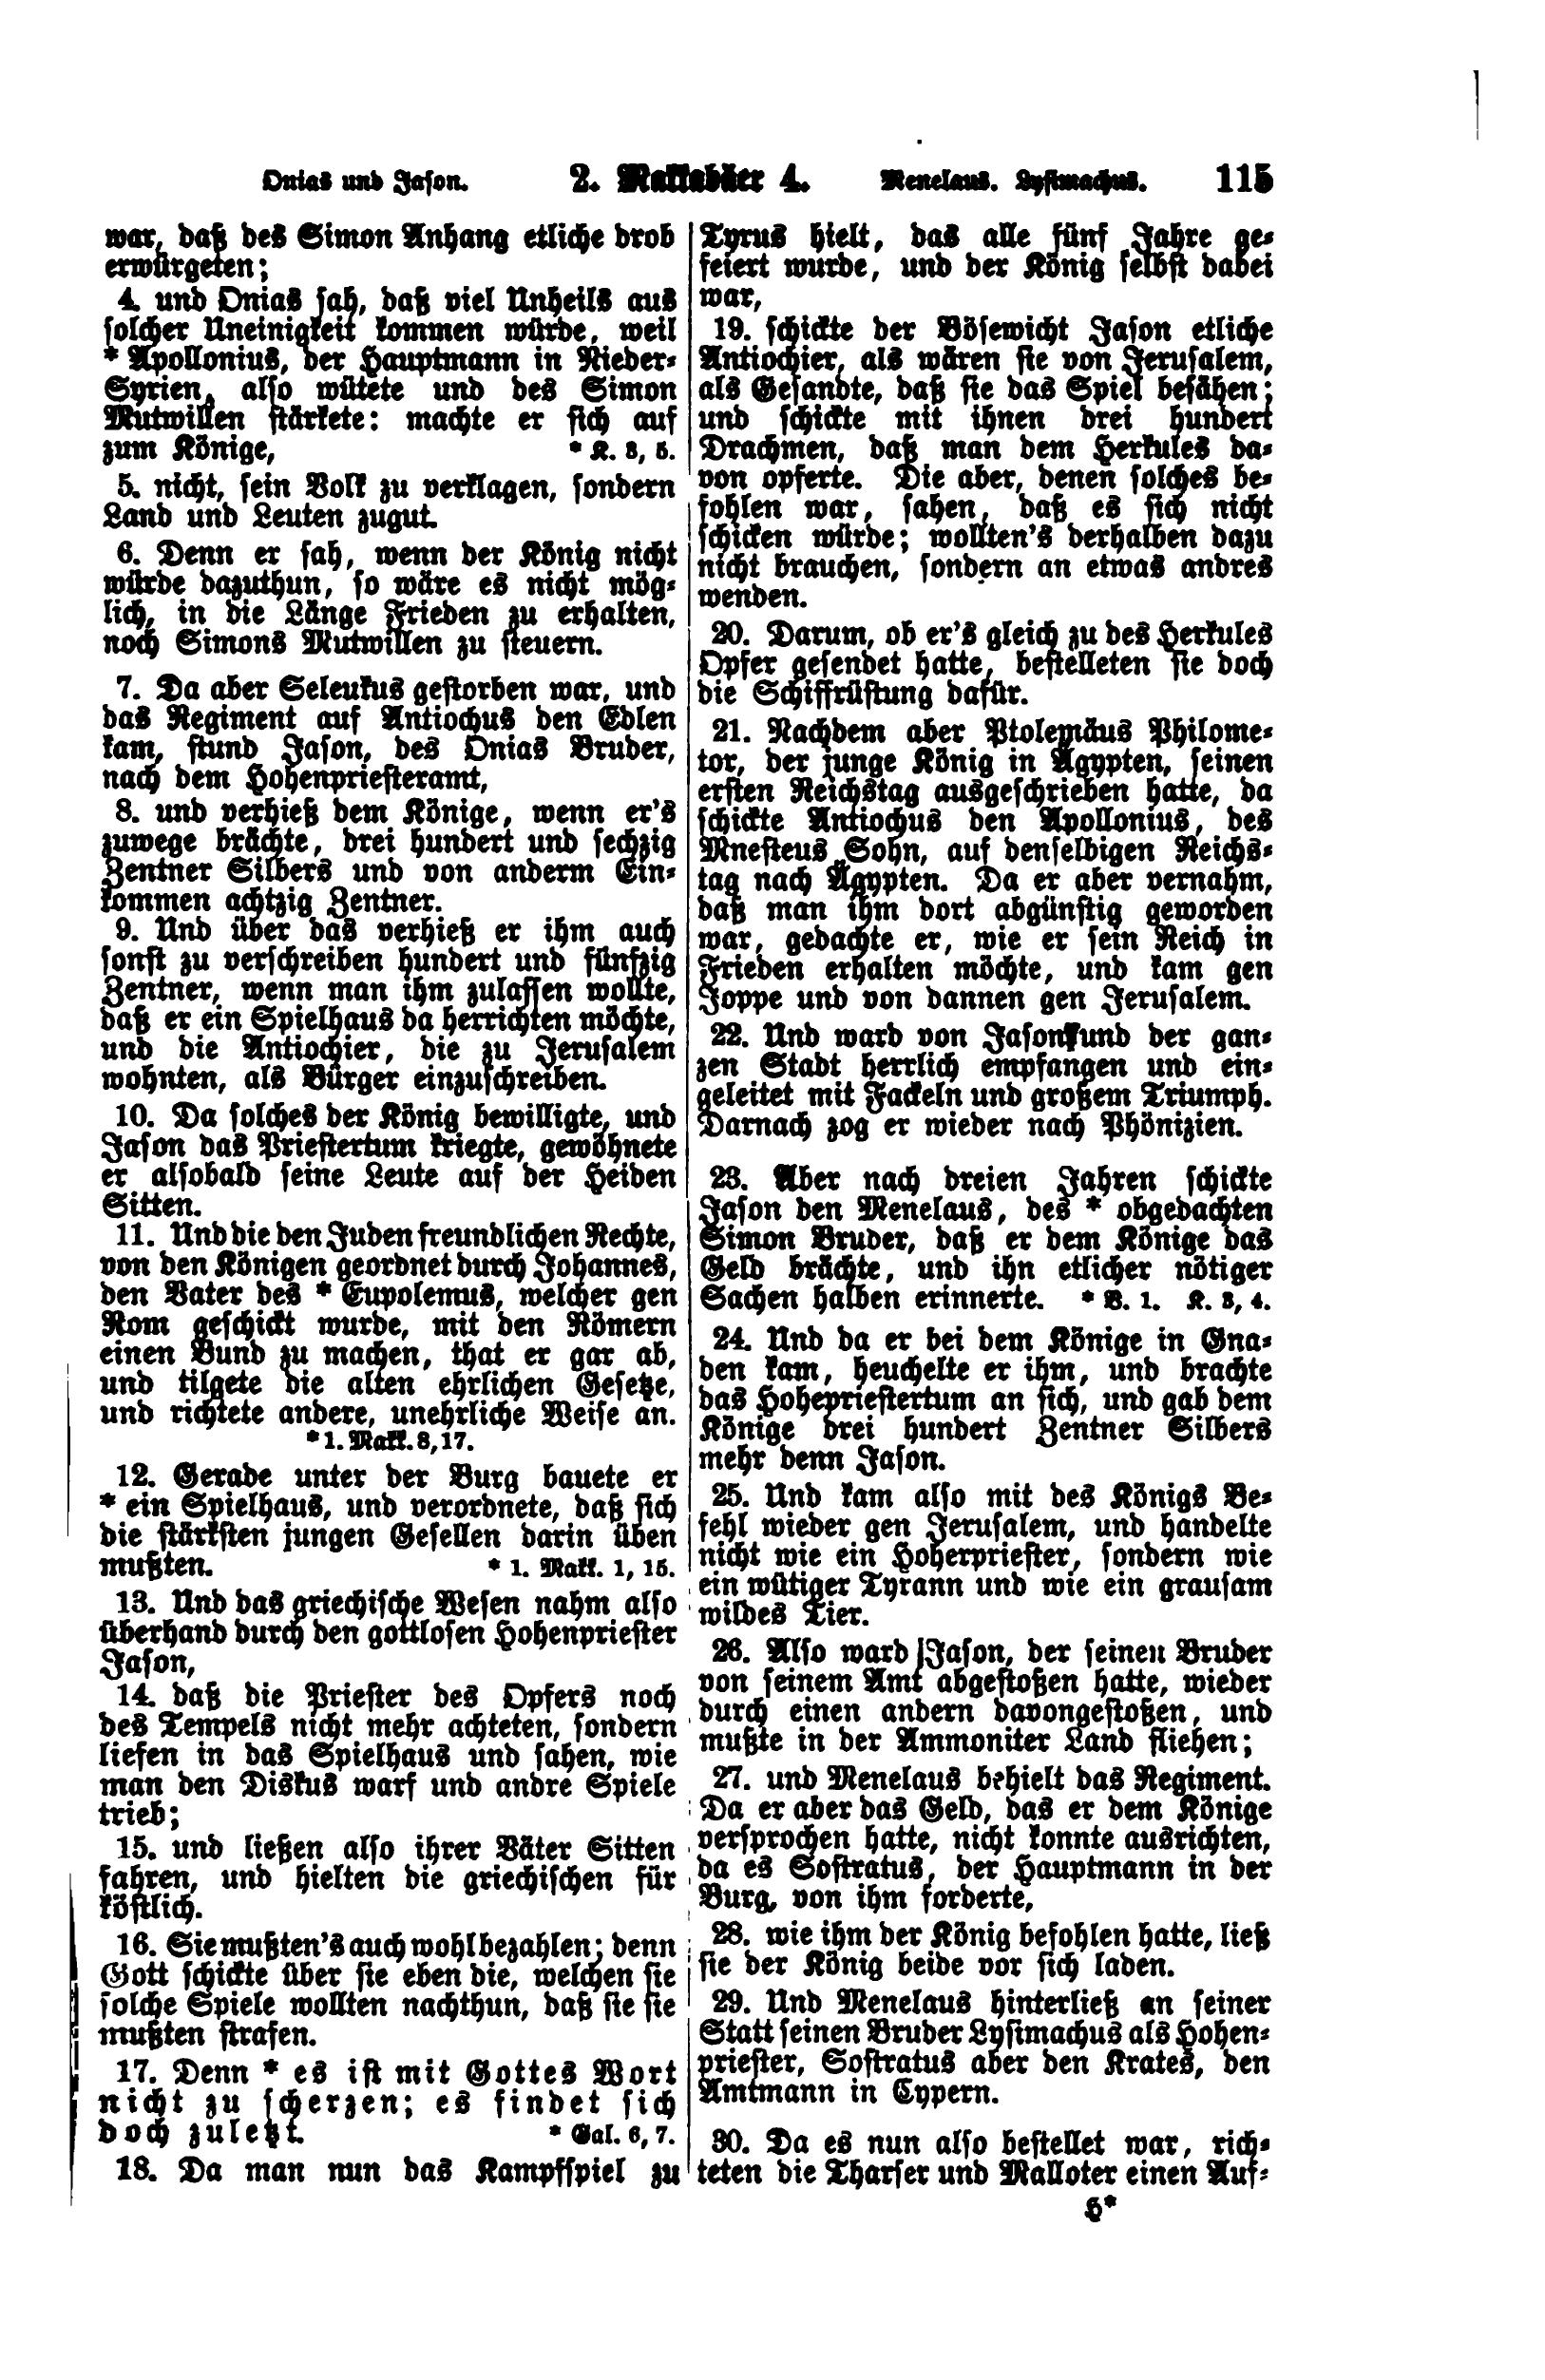 Onias und Jason. 2. Makkabäer 4. Menelaus. Lysimachus. 115
war, daß des Simon Anhang etliche drob
erwürgeten;
4. und Onias sah, daß viel Unheils aus
solcher Uneinigkeit kommen würde, weil
* Apollonius, der Hauptmann in Nieder-
Syrien, also wütete und des Simon
Mutwillen stärkete: machte er sich auf
zum Könige, * K. 3, 5.
5. nicht, sein Volk zu verklagen, sondern
Land und Leuten zugut.
6. Denn er sah, wenn der König nicht
würde dazuthun, so wäre es nicht mög-
lich, in die Länge Frieden zu erhalten,
noch Simons Mutwillen zu steuern.
7. Da aber Seleukus gestorben war, und
das Regiment auf Antiochus den Edlen
kam, stund Jason, des Onias Bruder,
nach dem Hohenpriesteramt,
8. und verhieß dem Könige, wenn er's
zuwege brächte, drei hundert und sechzig
Zentner Silbers und von anderm Ein-
kommen achtzig Zentner.
9. Und über das verhieß er ihm auch
sonst zu verschreiben hundert und fünfzig
Zentner, wenn man ihm zulassen wollte,
daß er ein Spielhaus da herrichten möchte,
und die Antiochier, die zu Jerusalem
wohnten, als Bürger einzuschreiben.
10. Da solches der König bewilligte, und
Jason das Priestertum kriegte, gewöhnete
er alsobald seine Leute auf der Heiden
Sitten.
11. Und die den Juden freundlichen Rechte,
von den Königen geordnet durch Johannes,
den Vater des * Eupolemus, welcher gen
Rom geschickt wurde, mit den Römern
einen Bund zu machen, that er gar ab,
und tilgete die alten ehrlichen Gesetze,
und richtete andere, unehrliche Weise an.
*1. Makk. 8, 17.
12. Gerade unter der Burg bauete er
* ein Spielhaus, und verordnete, daß sich
die stärksten jungen Gesellen darin üben
mußten. * 1. Makk. 1, 15.
13. Und das griechische Wesen nahm also
überhand durch den gottlosen Hohenpriester
Jason,
14. daß die Priester des Opfers noch
des Tempels nicht mehr achteten, sondern
liefen in das Spielhaus und sahen, wie
man den Diskus warf und andre Spiele
trieb;
15. und ließen also ihrer Väter Sitten
fahren, und hielten die griechischen für
köstlich.
16. Sie mußten's auch wohl bezahlen; denn
Gott schickte über sie eben die, welchen sie
solche Spiele wollten nachthun, daß sie sie
mußten strafen.
17. Denn * es ist mit Gottes Wort
nicht zu scherzen; es findet sich
doch zuletzt. * Gal. 6, 7.
18. Da man nun das Kampfspiel zu
Tyrus hielt, das alle fünf Jahre ge-
feiert wurde, und der König selbst dabei
war,
19. schickte der Bösewicht Jason etliche
Antiochier, als wären sie von Jerusalem,
als Gesandte, daß sie das Spiel besähen;
und schickte mit ihnen drei hundert
Drachmen, daß man dem Herkules da-
von opferte. Die aber, denen solches be-
fohlen war, sahen, daß es sich nicht
schicken würde; wollten's derhalben dazu
nicht brauchen, sondern an etwas andres
wenden.
20. Darum, ob er's gleich zu des Herkules
Opfer gesendet hatte, bestelleten sie doch
die Schiffrüstung dafür.
21. Nachdem aber Ptolemäus Philome-
tor, der junge König in Ägypten, seinen
ersten Reichstag ausgeschrieben hatte, da
schickte Antiochus den Apollonius, des
Mnesteus Sohn, auf denselbigen Reichs-
tag nach Ägypten. Da er aber vernahm,
daß man ihm dort abgünstig geworden
war, gedachte er, wie er sein Reich in
Frieden erhalten möchte, und kam gen
Joppe und von dannen gen Jerusalem.
22. Und ward von Jason und der gan-
zen Stadt herrlich empfangen und ein-
geleitet mit Fackeln und großem Triumph.
Darnach zog er wieder nach Phönizien.
23. Aber nach dreien Jahren schickte
Jason den Menelaus, des * obgedachten
Simon Bruder, daß er dem Könige das
Geld brächte, und ihn etlicher nötiger
Sachen halben erinnerte. * V. 1. K. 3, 4.
24. Und da er bei dem Könige in Gna-
den kam, heuchelte er ihm, und brachte
das Hohepriestertum an sich, und gab dem
Könige drei hundert Zentner Silbers
mehr denn Jason.
25. Und kam also mit des Königs Be-
fehl wieder gen Jerusalem, und handelte
nicht wie ein Hoherpriester, sondern wie
ein wütiger Tyrann und wie ein grausam
wildes Tier.
26. Also ward Jason, der seinen Bruder
von seinem Amt abgestoßen hatte, wieder
durch einen andern davongestoßen, und
mußte in der Ammoniter Land fliehen;
27. und Menelaus behielt das Regiment.
Da er aber das Geld, das er dem Könige
versprochen hatte, nicht konnte ausrichten,
da es Sostratus, der Hauptmann in der
Burg, von ihm forderte,
28. wie ihm der König befohlen hatte, ließ
sie der König beide vor sich laden.
29. Und Menelaus hinterließ an seiner
Statt seinen Bruder Lysimachus als Hohen-
priester, Sostratus aber den Krates, den
Amtmann in Cypern.
30. Da es nun also bestellet war, rich-
teten die Tharser und Malloter einen Auf-
H*